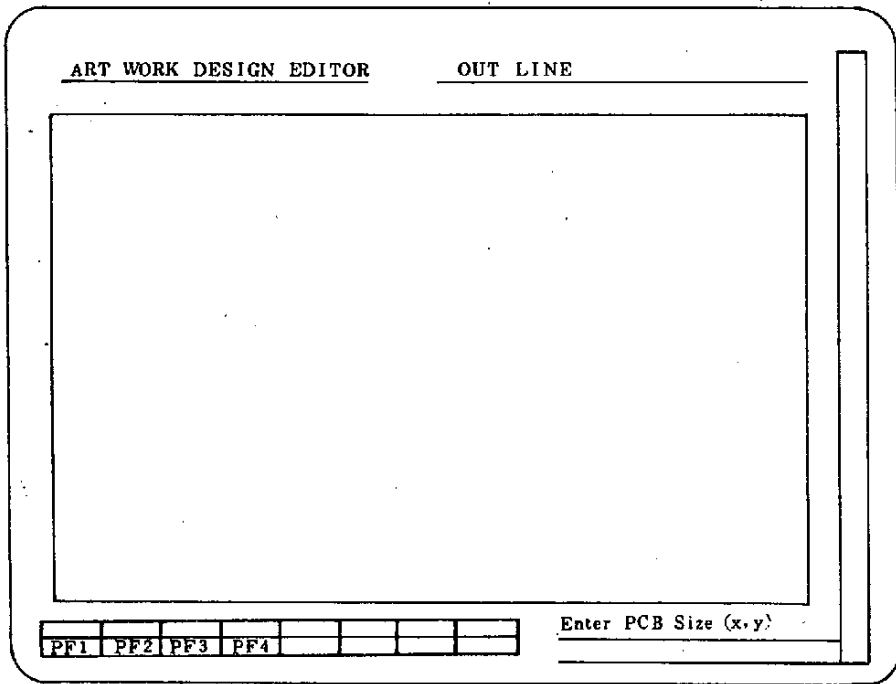 ART WORK DESIGN EDITOR OUT LINE
Enter PCB Size (x,y)
PF1 PF2 PF3 PF4